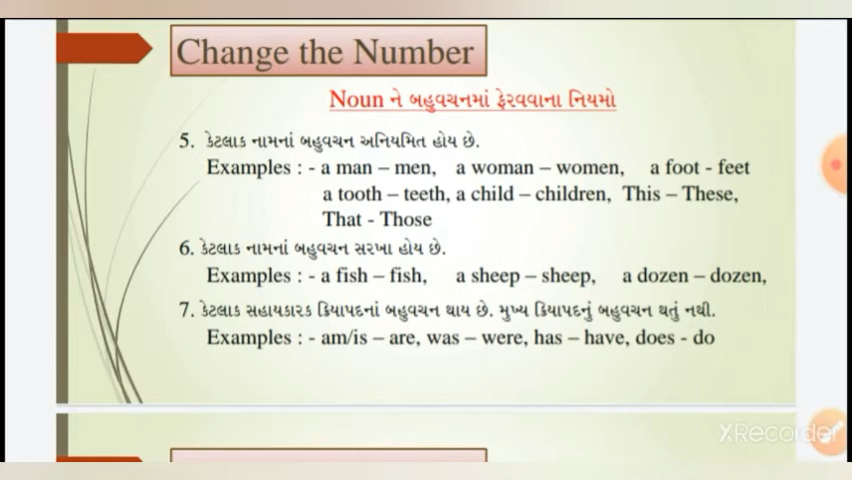 Change the Number
Noun ને બહુવચનમાં ફેરવવાના નિયમો
5. કેટલાક નામનાં બહુવચન અનિયમિત હોય છે.
Examples : - a man – men, a woman – women, a foot - feet
a tooth – teeth, a child – children, This – These,
That - Those
6. કેટલાક નામનાં બહુવચન સરખા હોય છે.
Examples : - a fish – fish, a sheep – sheep, a dozen – dozen,
7. કેટલાક સહાયકારક ક્રિયાપદનાં બહુવચન થાય છે. મુખ્ય ક્રિયાપદનું બહુવચન થતું નથી.
Examples : - am/is – are, was – were, has – have, does - do
XRecorder